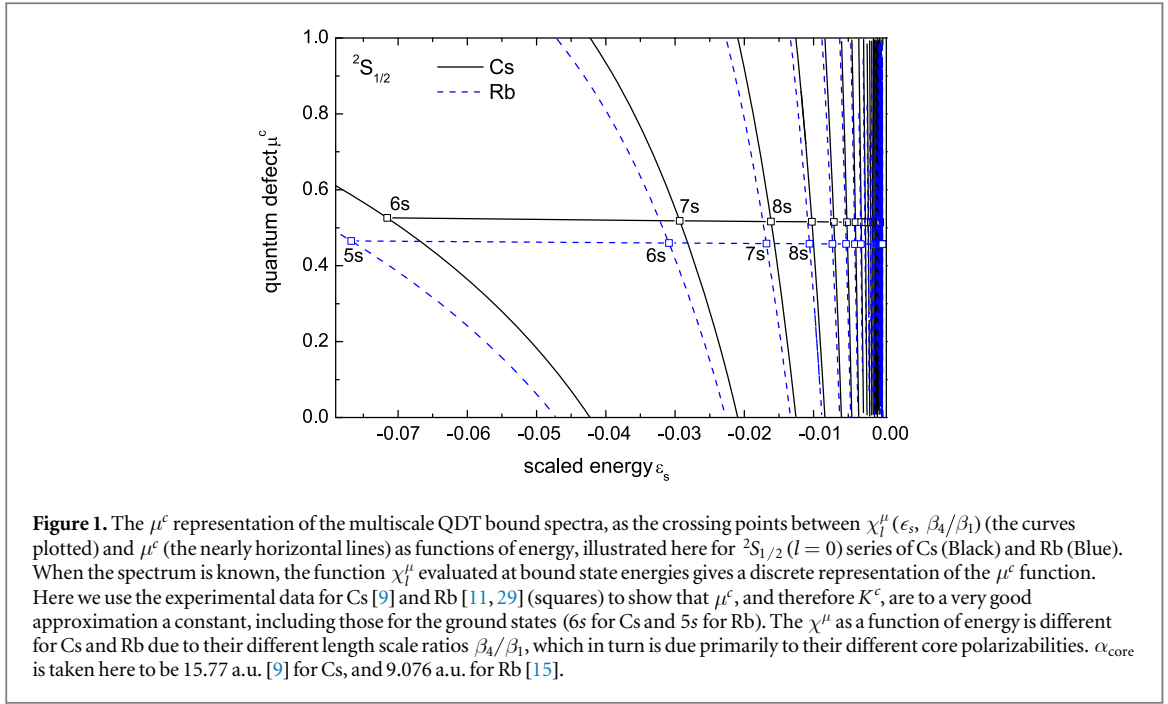 1.0
0.8
0.6
0.4
0.2
0.0
quantum defect μᶜ
²S₁/₂
Cs
Rb
6s
7s
8s
5s
6s
7s
8s
-0.07 -0.06 -0.05 -0.04 -0.03 -0.02 -0.01 0.00
scaled energy εₛ
Figure 1. The μᶜ representation of the multiscale QDT bound spectra, as the crossing points between χₗᵘ(ϵₛ, β₄/β₁) (the curves
plotted) and μᶜ (the nearly horizontal lines) as functions of energy, illustrated here for ²S₁/₂ (l = 0) series of Cs (Black) and Rb (Blue).
When the spectrum is known, the function χₗᵘ evaluated at bound state energies gives a discrete representation of the μᶜ function.
Here we use the experimental data for Cs [9] and Rb [11, 29] (squares) to show that μᶜ, and therefore Kᶜ, are to a very good
approximation a constant, including those for the ground states (6s for Cs and 5s for Rb). The χᵘ as a function of energy is different
for Cs and Rb due to their different length scale ratios β₄/β₁, which in turn is due primarily to their different core polarizabilities. α_core
is taken here to be 15.77 a.u. [9] for Cs, and 9.076 a.u. for Rb [15].